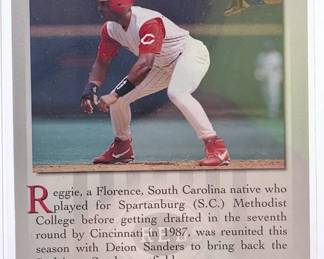 C
Reggie, a Florence, South Carolina native who
played for Spartanburg (S.C.) Methodist
College before getting drafted in the seventh
round by Cincinnati in 1987, was reunited this
season with Deion Sanders to bring back the